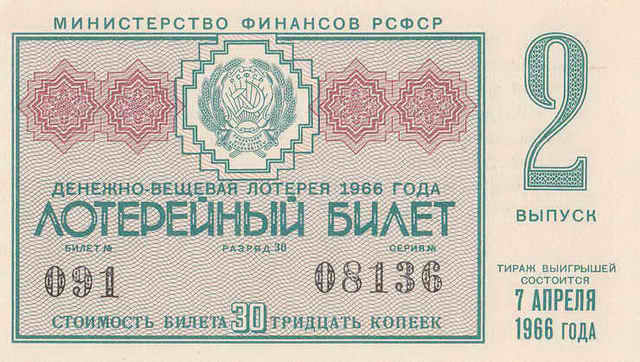 МИНИСТЕРСТВО ФИНАНСОВ РСФСР
РСФСР
ДЕНЕЖНО-ВЕЩЕВАЯ ЛОТЕРЕЯ 1966 ГОДА
ЛОТЕРЕЙНЫЙ БИЛЕТ
БИЛЕТ № РАЗРЯД 30 СЕРИЯ №
091 08136
СТОИМОСТЬ БИЛЕТА 30 ТРИДЦАТЬ КОПЕЕК
2
ВЫПУСК
ТИРАЖ ВЫИГРЫШЕЙ
СОСТОИТСЯ
7 АПРЕЛЯ
1966 ГОДА